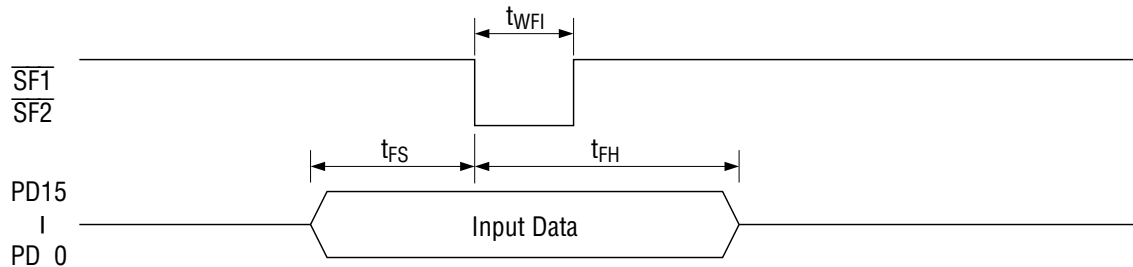 tWFI
SF1
SF2
tFS
tFH
PD15
I
PD 0
Input Data